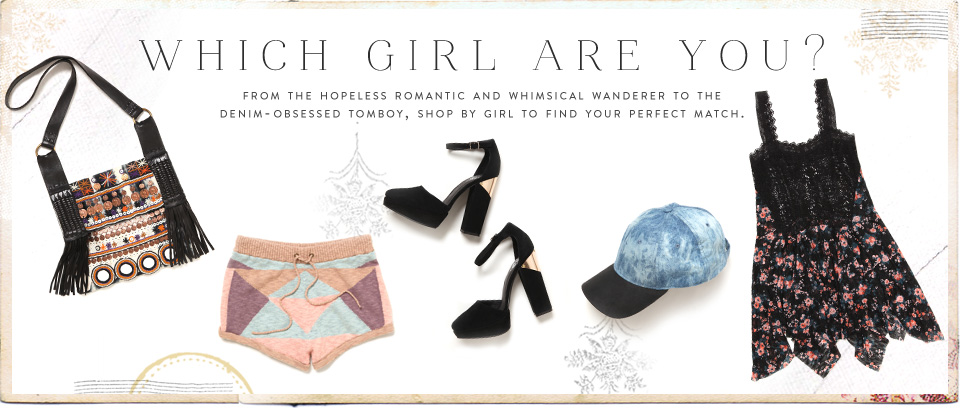 WHICH GIRL ARE YOU?
FROM THE HOPELESS ROMANTIC AND WHIMSICAL WANDERER TO THE
DENIM-OBSESSED TOMBOY, SHOP BY GIRL TO FIND YOUR PERFECT MATCH.